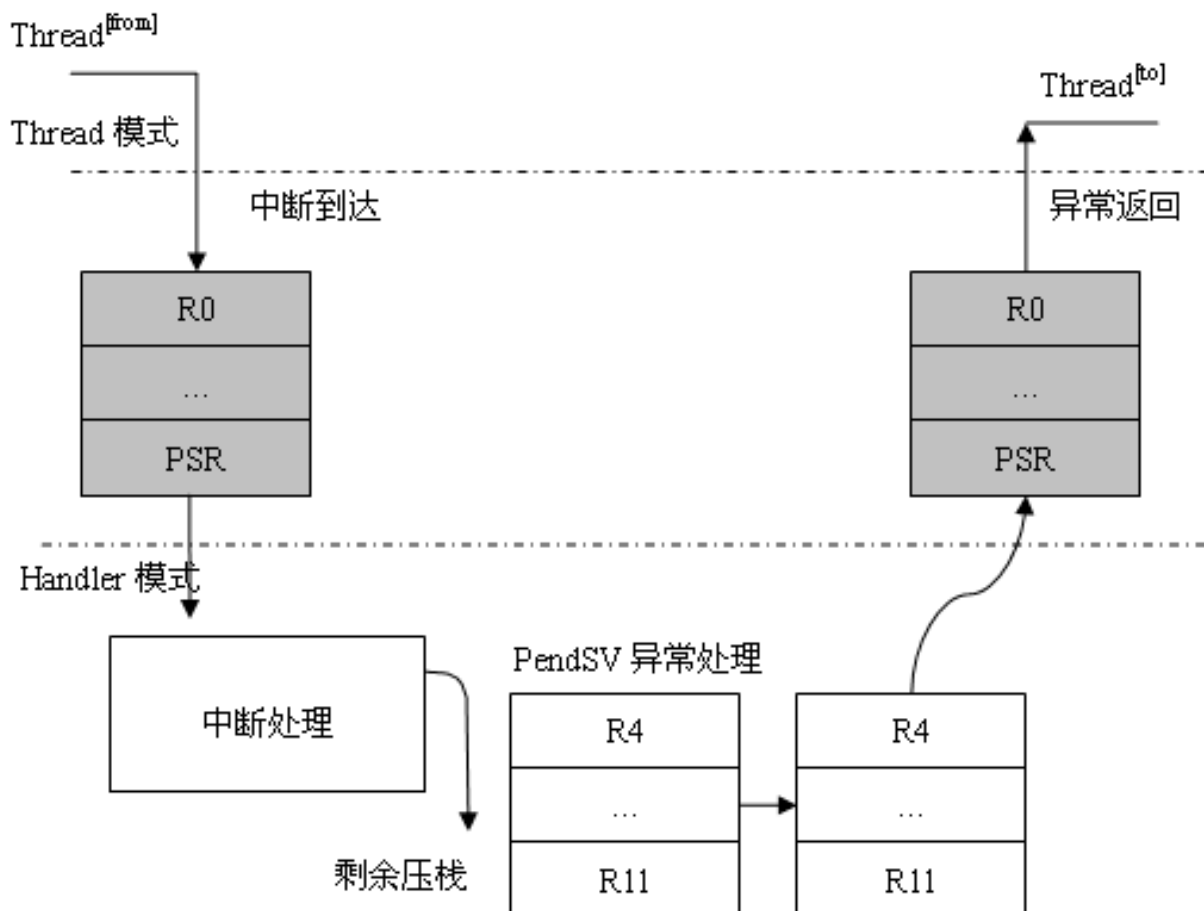 Thread[from]
Thread[to]
Thread 模式
中断到达
异常返回
R0
…
PSR
R0
…
PSR
Handler 模式
中断处理
PendSV 异常处理
R4
…
R11
R4
…
R11
剩余压栈